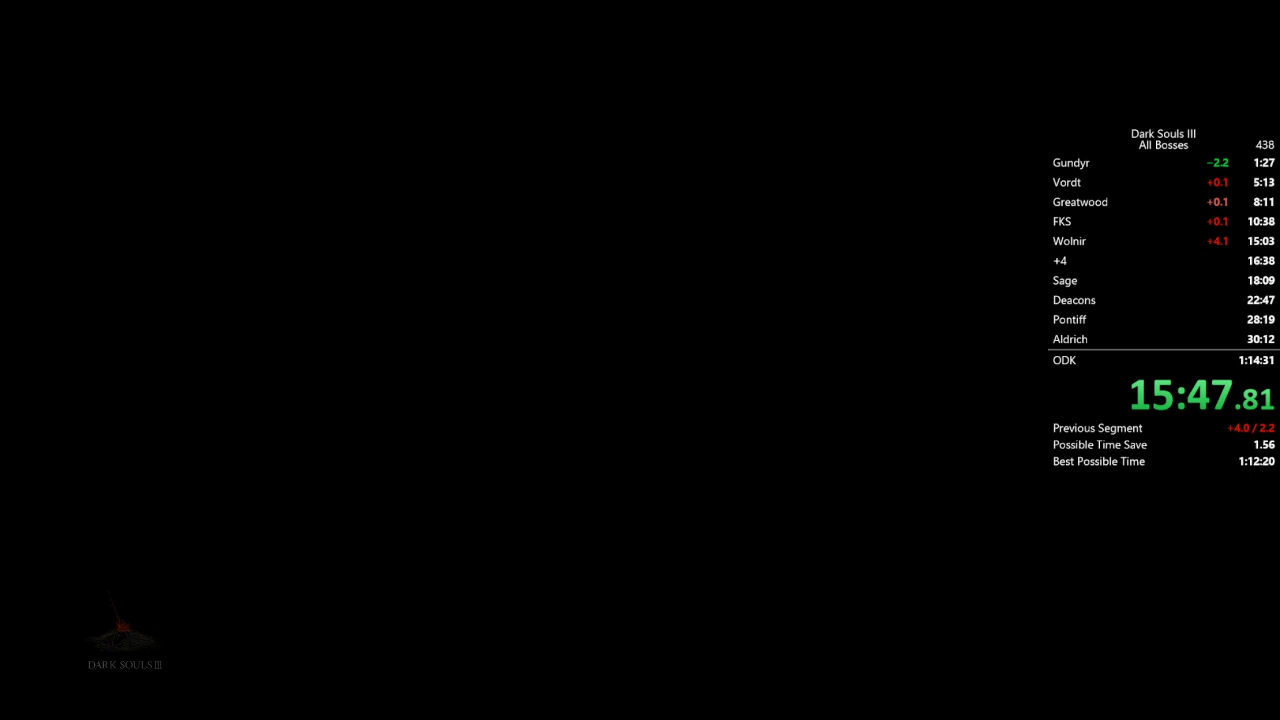 Dark Souls III
All Bosses 438
Gundyr −2.2 1:27
Vordt +0.1 5:13
Greatwood +0.1 8:11
FKS +0.1 10:38
Wolnir +4.1 15:03
+4 16:38
Sage 18:09
Deacons 22:47
Pontiff 28:19
Aldrich 30:12
ODK 1:14:31
15:47.81
Previous Segment +4.0 / 2.2
Possible Time Save 1.56
Best Possible Time 1:12:20
DARK SOULS III